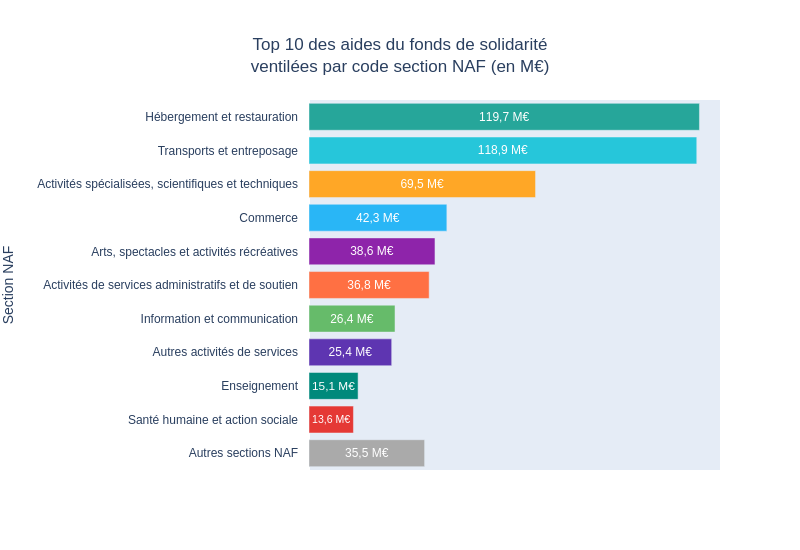 Top 10 des aides du fonds de solidarité
ventilées par code section NAF (en M€)
Section NAF
Hébergement et restauration 119,7 M€
Transports et entreposage 118,9 M€
Activités spécialisées, scientifiques et techniques 69,5 M€
Commerce 42,3 M€
Arts, spectacles et activités récréatives 38,6 M€
Activités de services administratifs et de soutien 36,8 M€
Information et communication 26,4 M€
Autres activités de services 25,4 M€
Enseignement 15,1 M€
Santé humaine et action sociale 13,6 M€
Autres sections NAF 35,5 M€